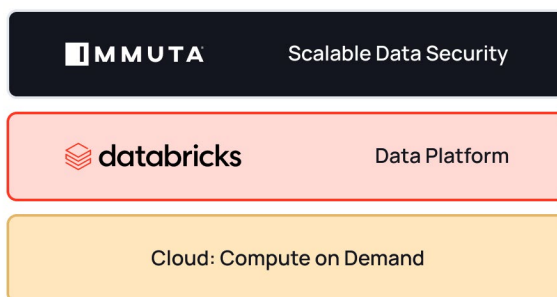 IMMUTA Scalable Data Security
databricks Data Platform
Cloud: Compute on Demand